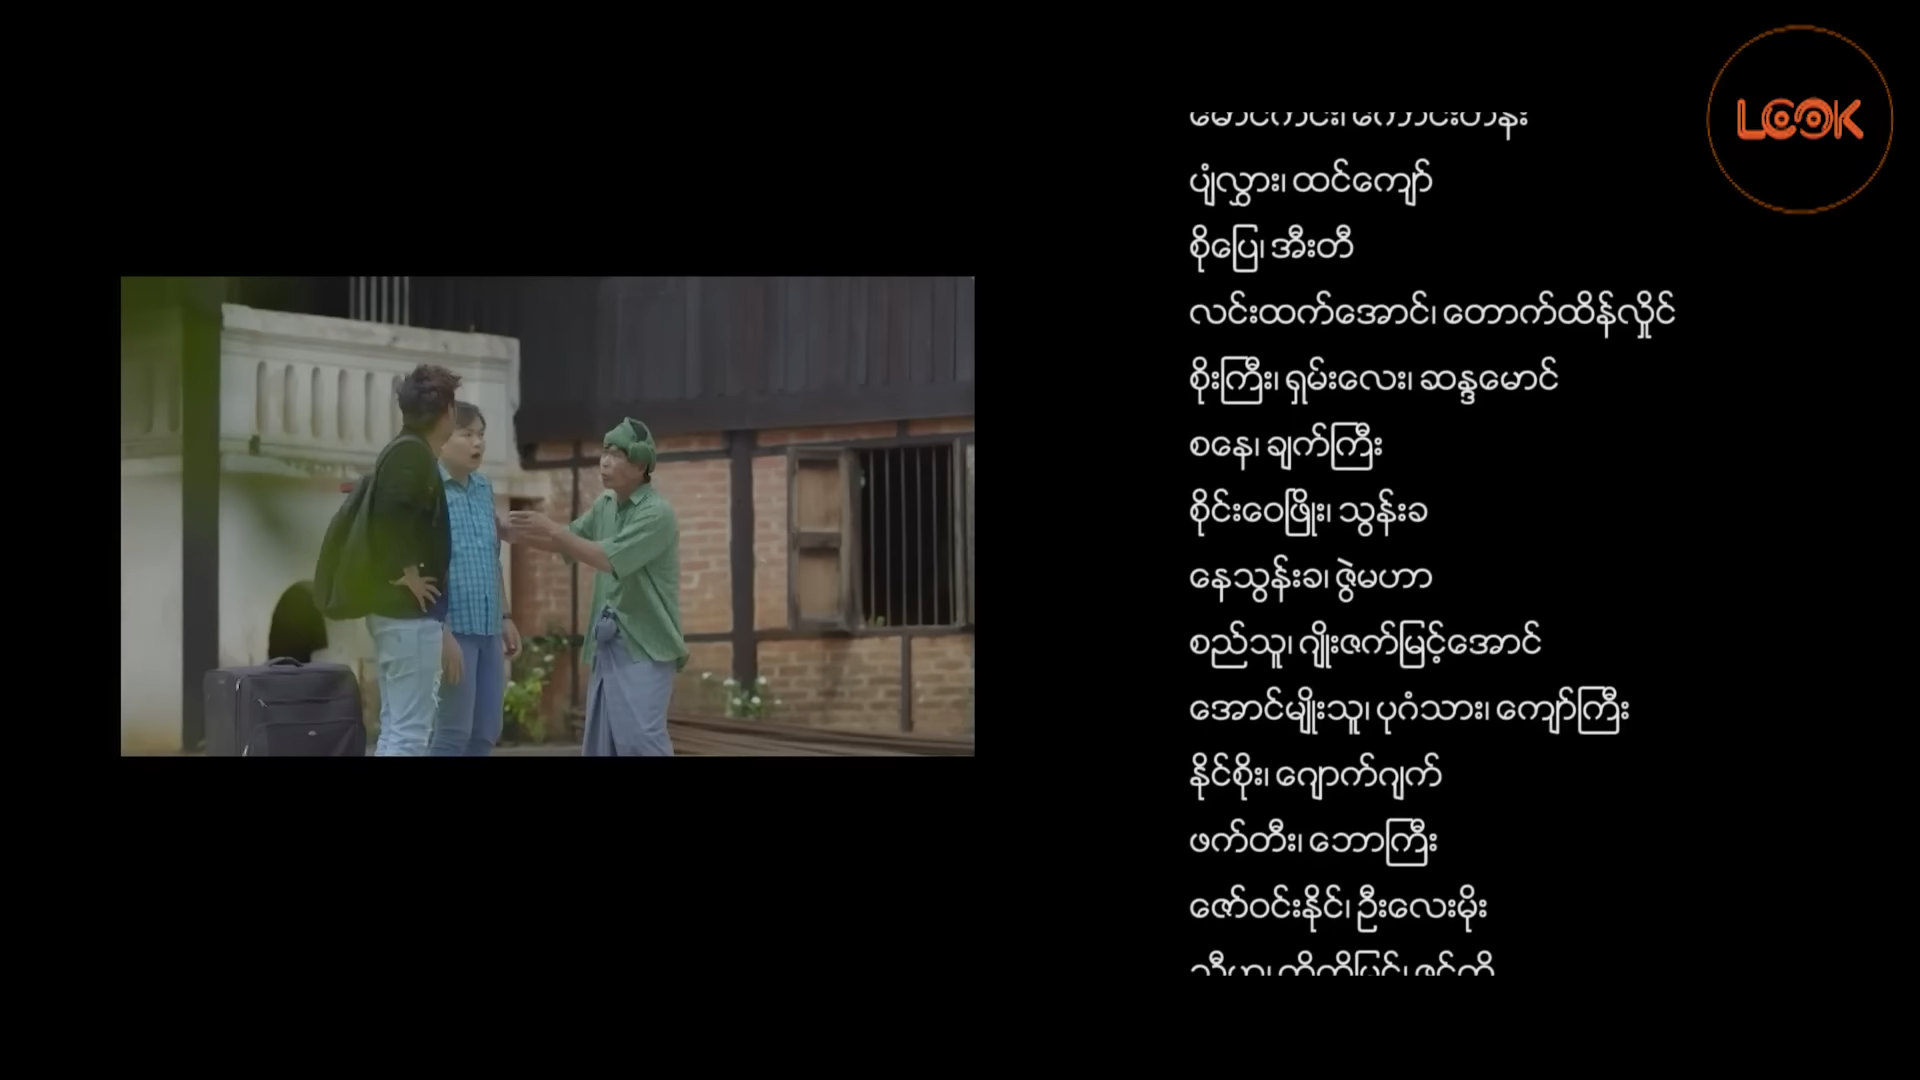 LOOK
ပျံလွှား၊ ထင်ကျော်
စိုပြေ၊ အီးတီ
လင်းထက်အောင်၊ တောက်ထိန်လှိုင်
စိုးကြီး၊ ရှမ်းလေး၊ ဆန္ဒမောင်
စနေ၊ ချက်ကြီး
စိုင်းဝေဖြိုး၊ သွန်းခ
နေသွန်းခ၊ ဇွဲမဟာ
စည်သူ၊ ဂျိုးဇက်မြင့်အောင်
အောင်မျိုးသူ၊ ပုဂံသား၊ ကျော်ကြီး
နိုင်စိုး၊ ဂျောက်ဂျက်
ဖက်တီး၊ ဘောကြီး
ဇော်ဝင်းနိုင်၊ ဦးလေးမိုး